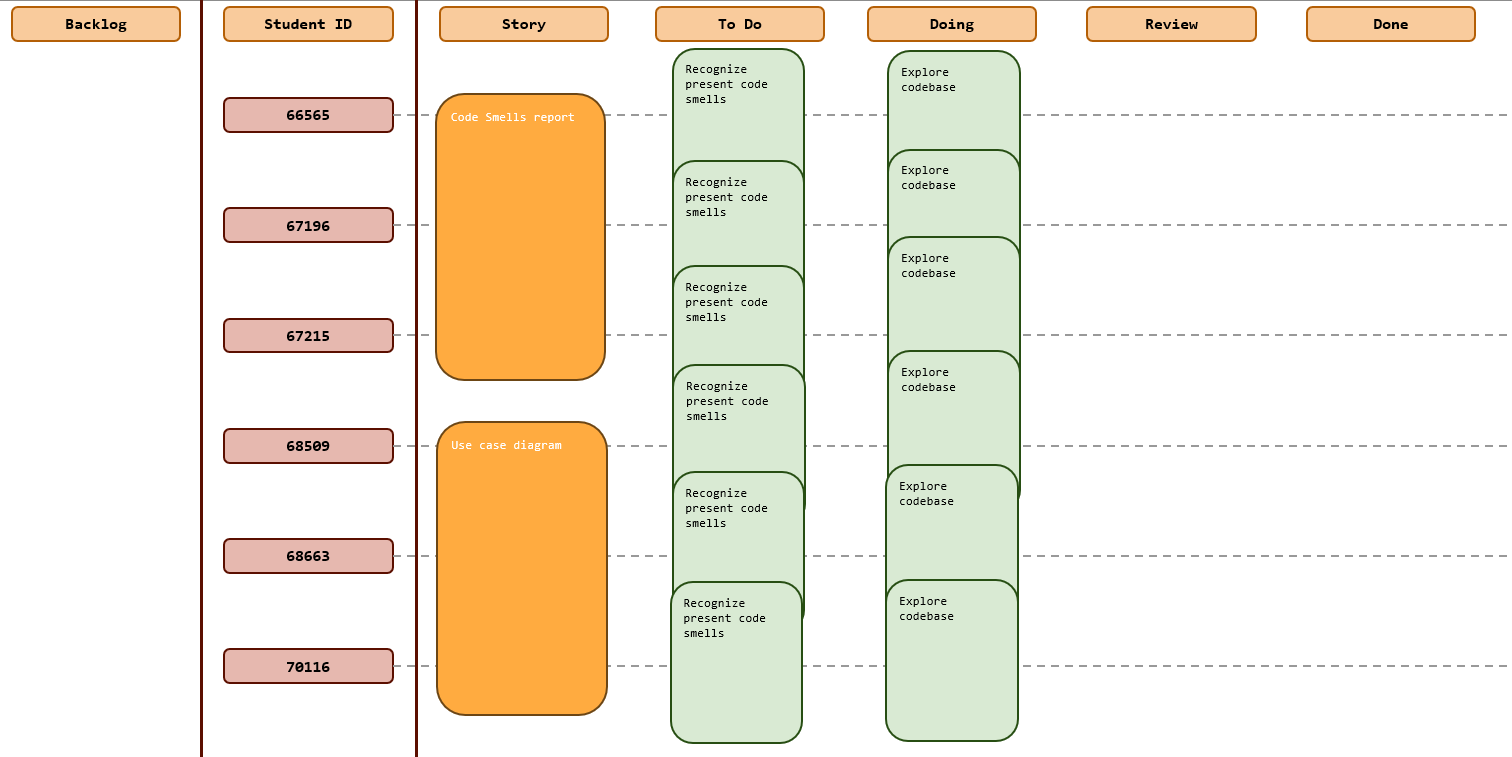 Backlog
Student ID
Story
To Do
Doing
Review
Done
66565
67196
67215
68509
68663
70116
Code Smells report
Use case diagram
Recognize
present code
smells
Recognize
present code
smells
Recognize
present code
smells
Recognize
present code
smells
Recognize
present code
smells
Recognize
present code
smells
Explore
codebase
Explore
codebase
Explore
codebase
Explore
codebase
Explore
codebase
Explore
codebase